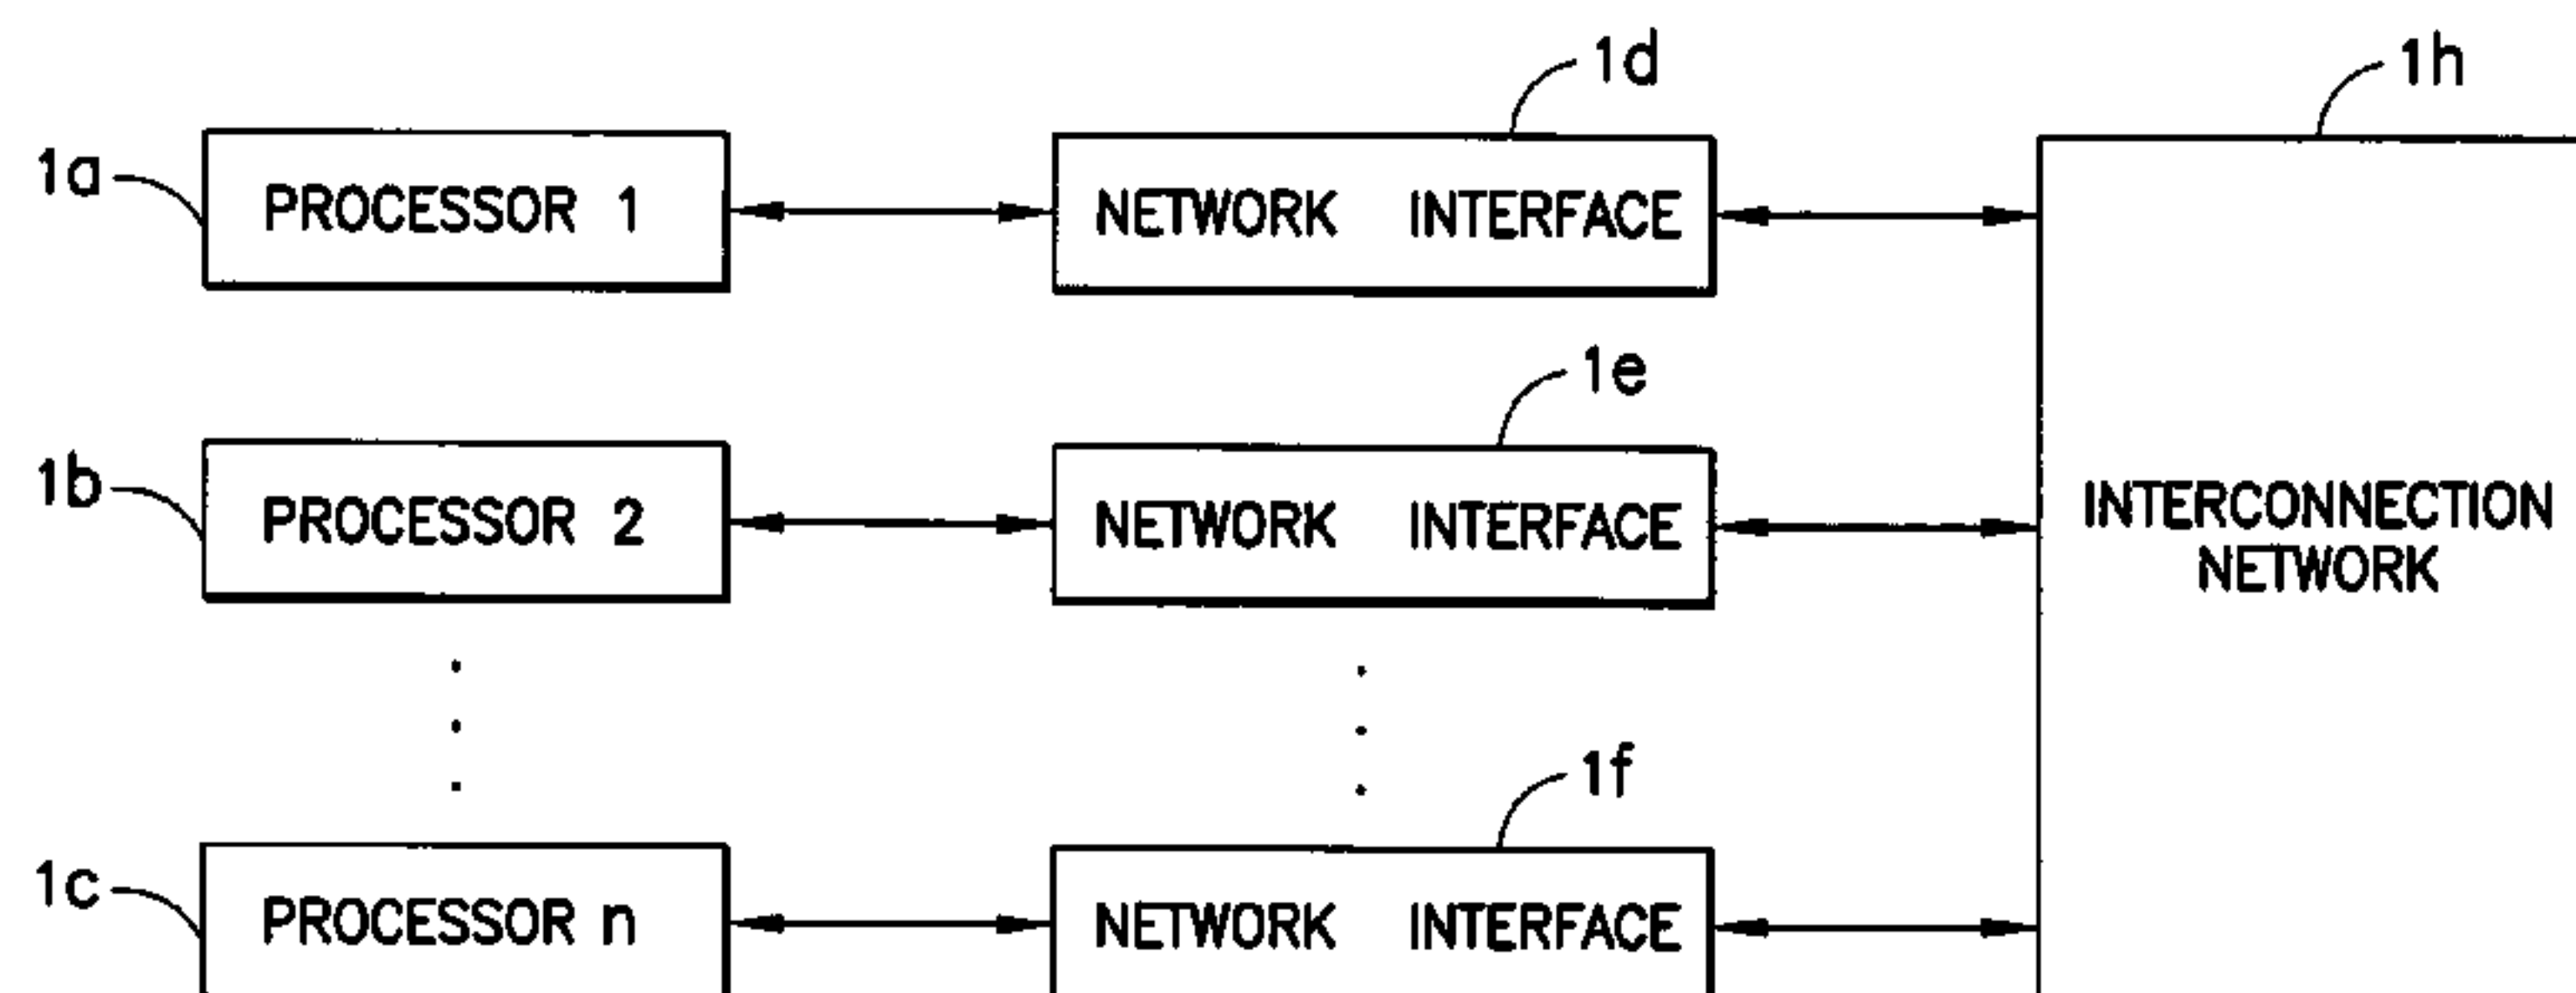 1d
1h
1a
PROCESSOR 1
NETWORK INTERFACE
1e
1b
PROCESSOR 2
NETWORK INTERFACE
INTERCONNECTION
NETWORK
1f
1c
PROCESSOR n
NETWORK INTERFACE